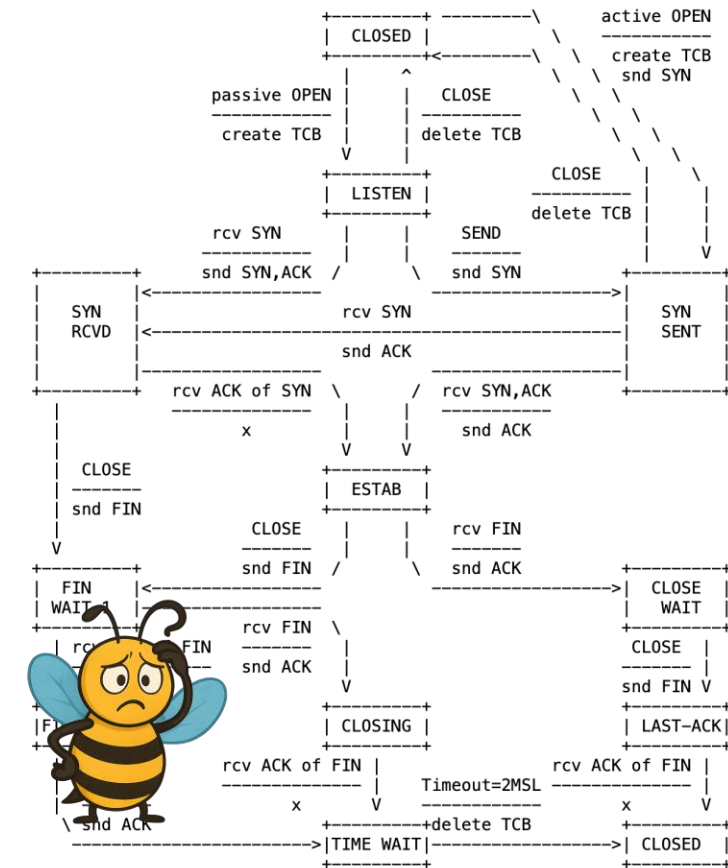 +---------+ ---------\ active OPEN
| CLOSED | \ -----------
+---------+<---------\ \ create TCB
| ^ \ \ snd SYN
passive OPEN | | CLOSE \ \
------------ | | ---------- \ \
create TCB | | delete TCB \ \
V | \ \
+---------+ CLOSE | \
| LISTEN | ---------- | |
+---------+ delete TCB | |
rcv SYN | | SEND | |
----------- | | ------- | V
+---------+ snd SYN,ACK / \ snd SYN +---------+
| |<----------------- ------------------>| |
| SYN | rcv SYN | SYN |
| RCVD |<-----------------------------------------------| SENT |
| | snd ACK | |
| |------------------ -------------------| |
+---------+ rcv ACK of SYN \ / rcv SYN,ACK +---------+
| -------------- | | -----------
| x | | snd ACK
| V V
| CLOSE +---------+
| ------- | ESTAB |
| snd FIN +---------+
| CLOSE | | rcv FIN
V ------- | | -------
+---------+ snd FIN / \ snd ACK +---------+
| FIN |<----------------- ------------------>| CLOSE |
| WAIT |------------------ | WAIT |
+---------+ rcv FIN \ +---------+
| FIN ------- | CLOSE |
------- snd ACK | ------- |
V snd FIN V
+---------+ +---------+
| CLOSING | | LAST-ACK|
+---------+ +---------+
rcv ACK of FIN | rcv ACK of FIN |
-------------- | Timeout=2MSL -------------- |
x V ------------ x V
\ snd ACK +---------+delete TCB +---------+
------------------------>|TIME WAIT|------------------>| CLOSED |
+---------+ +---------+